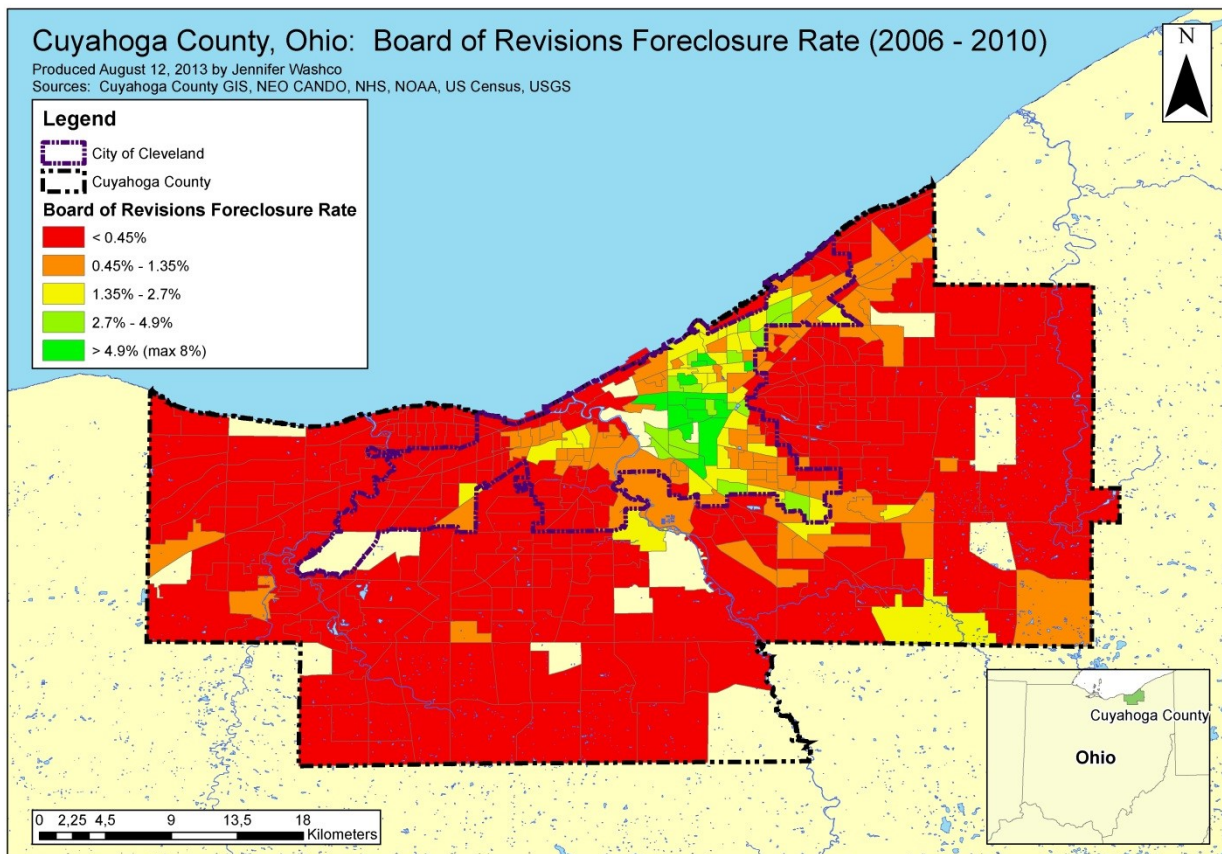 Cuyahoga County, Ohio: Board of Revisions Foreclosure Rate (2006 - 2010)
Produced August 12, 2013 by Jennifer Washco
Sources: Cuyahoga County GIS, NEO CANDO, NHS, NOAA, US Census, USGS
N
Legend
City of Cleveland
Cuyahoga County
Board of Revisions Foreclosure Rate
< 0.45%
0.45% - 1.35%
1.35% - 2.7%
2.7% - 4.9%
> 4.9% (max 8%)
Cuyahoga County
Ohio
0 2,25 4,5 9 13,5 18
Kilometers